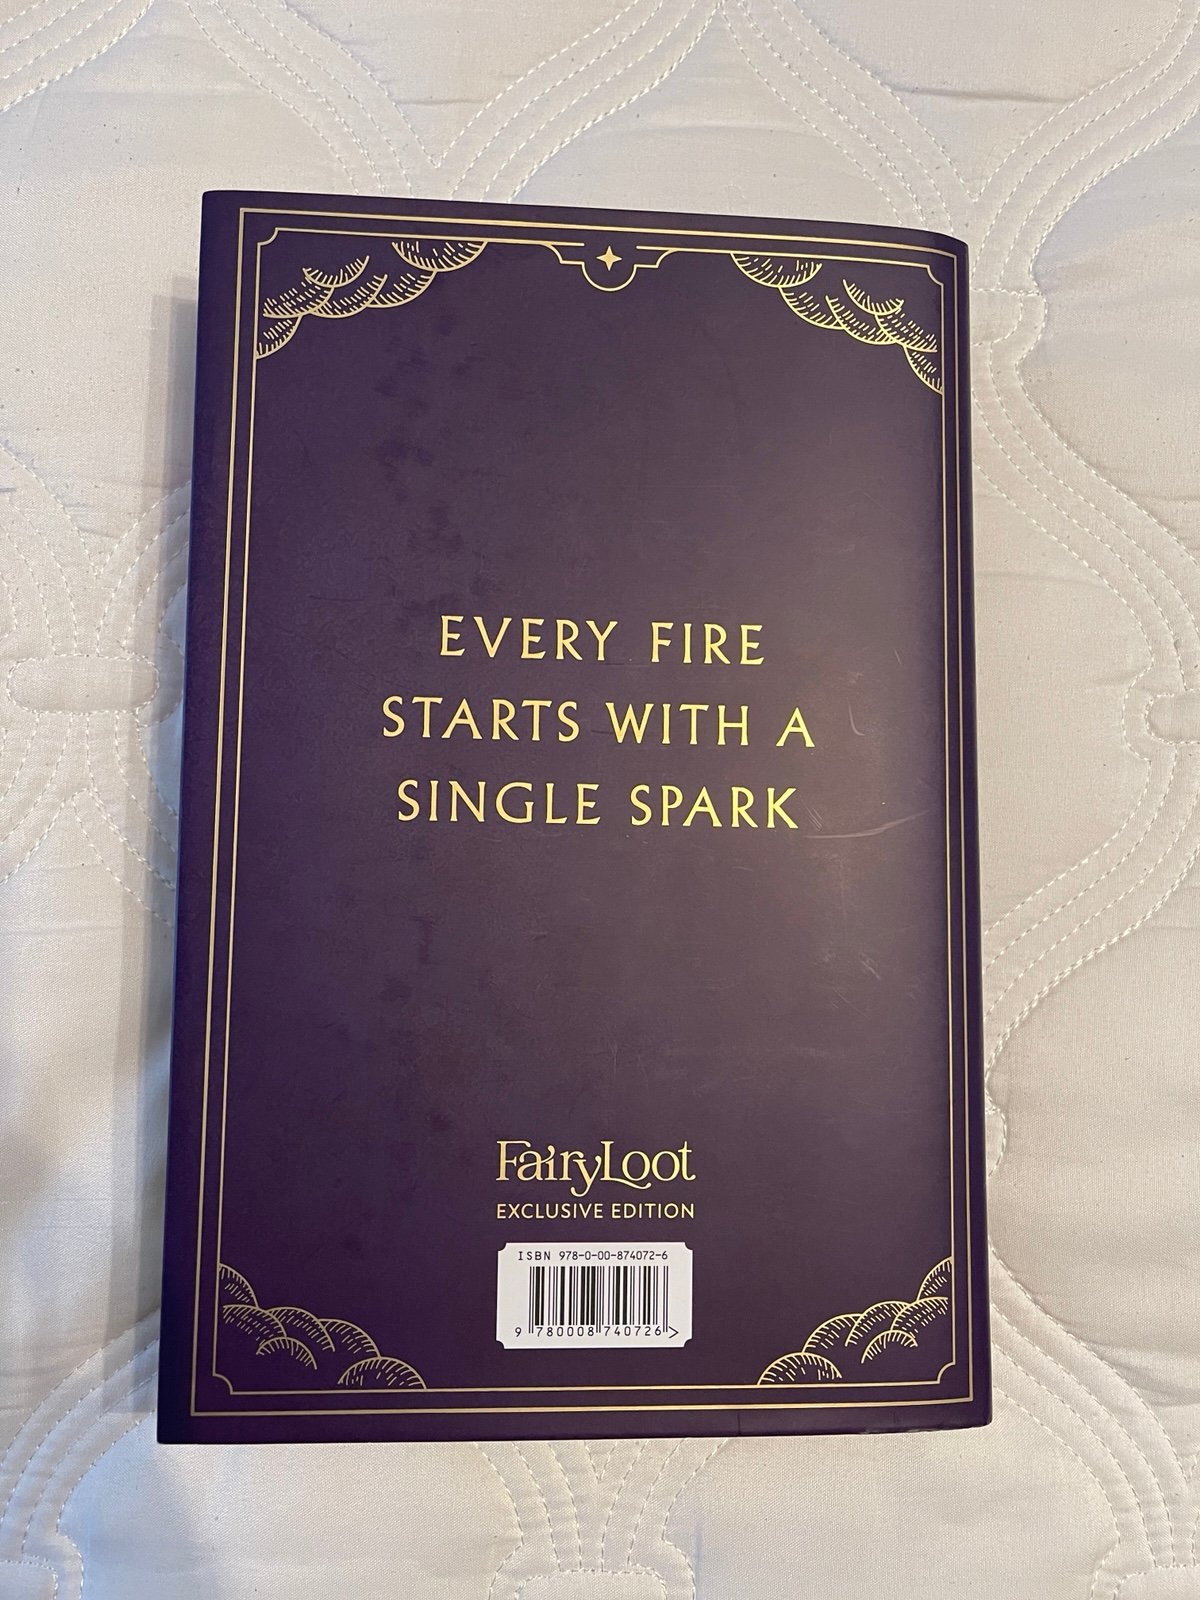 EVERY FIRE
STARTS WITH A
SINGLE SPARK
FairyLoot
EXCLUSIVE EDITION
ISBN 978-0-00-874072-6
9 780008 740726 >